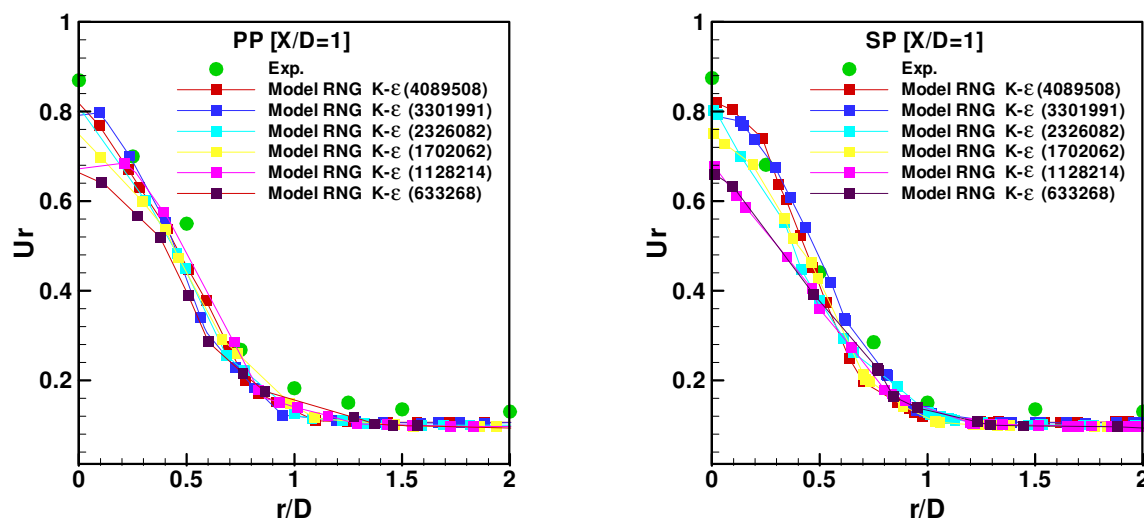 PP [X/D=1]
Exp.
Model RNG K-ε (4089508)
Model RNG K-ε (3301991)
Model RNG K-ε (2326082)
Model RNG K-ε (1702062)
Model RNG K-ε (1128214)
Model RNG K-ε (633268)
Ur
1
0.8
0.6
0.4
0.2
0
0.5
1
1.5
2
r/D
SP [X/D=1]
Exp.
Model RNG K-ε (4089508)
Model RNG K-ε (3301991)
Model RNG K-ε (2326082)
Model RNG K-ε (1702062)
Model RNG K-ε (1128214)
Model RNG K-ε (633268)
Ur
1
0.8
0.6
0.4
0.2
0
0.5
1
1.5
2
r/D